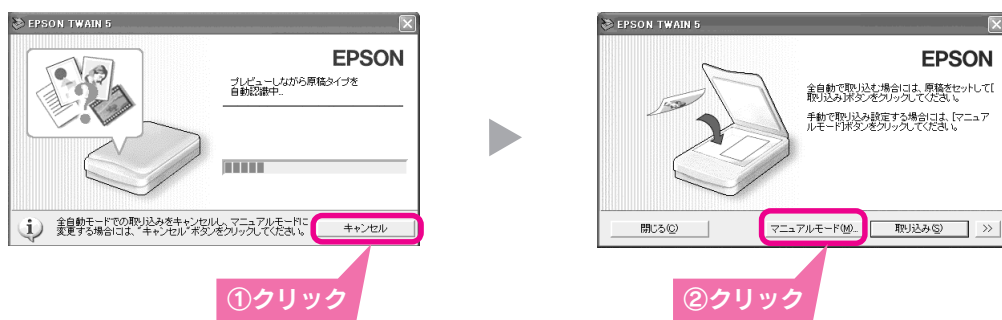 EPSON TWAIN 5
EPSON
プレビューしながら原稿タイプを
自動認識中...
全自動モードでの取り込みをキャンセルし、マニュアルモードに
変更する場合には、"キャンセル"ボタンをクリックしてください。
キャンセル
①クリック
EPSON TWAIN 5
EPSON
全自動で取り込む場合には、原稿をセットして[
取り込み]ボタンをクリックしてください。
手動で取り込み設定する場合には、[マニュア
ルモード]ボタンをクリックしてください。
閉じる(C)
マニュアルモード(M)...
取り込み(S)
>>
②クリック